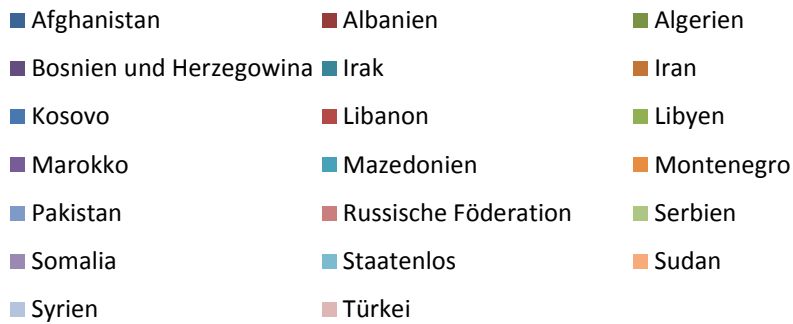 Afghanistan Albanien Algerien
Bosnien und Herzegowina Irak Iran
Kosovo Libanon Libyen
Marokko Mazedonien Montenegro
Pakistan Russische Föderation Serbien
Somalia Staatenlos Sudan
Syrien Türkei